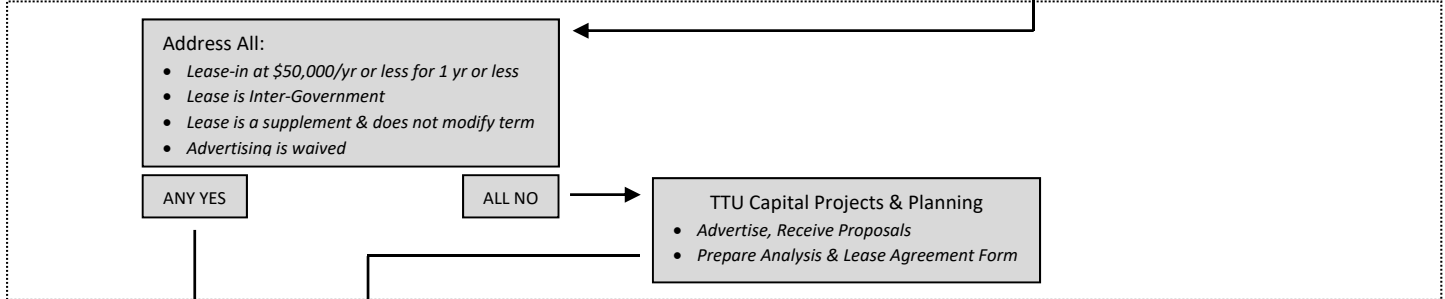 Address All:
• Lease-in at $50,000/yr or less for 1 yr or less
• Lease is Inter-Government
• Lease is a supplement & does not modify term
• Advertising is waived
ANY YES
ALL NO
TTU Capital Projects & Planning
• Advertise, Receive Proposals
• Prepare Analysis & Lease Agreement Form